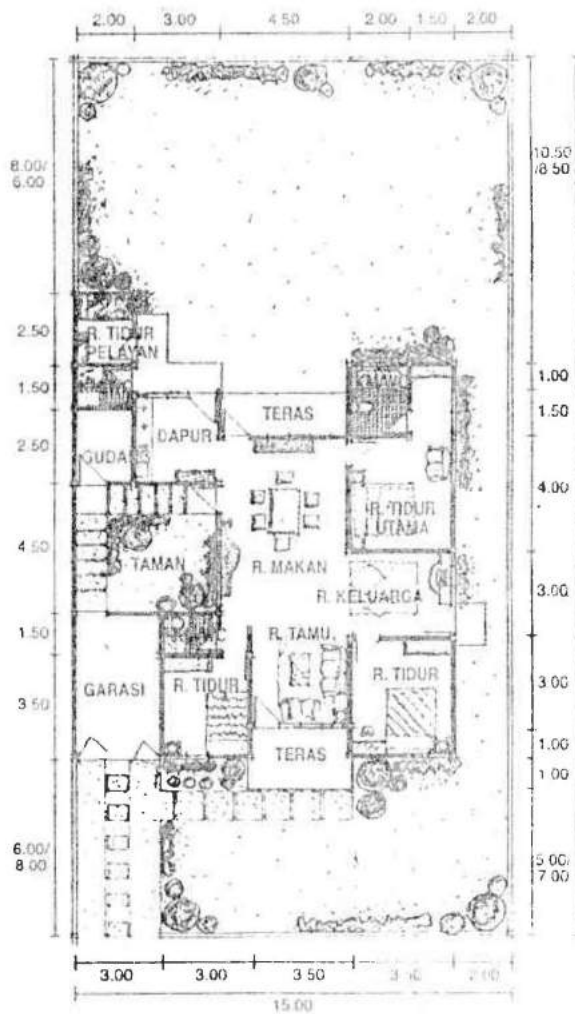 2.00 3.00 4.50 2.00 1.50 2.00
8.00/
6.00
10.50
/8.50
2.50
R. TIDUR
PELAYAN
1.50
1.00
TERAS
1.50
DAPUR
2.50
GUDANG
4.00
R. TIDUR
UTAMA
4.50
TAMAN
R. MAKAN
R. KELUARGA
3.00
1.50
R. TAMU
R. TIDUR
R. TIDUR
3.00
GARASI
3.50
TERAS
1.00
1.00
6.00/
8.00
5.00/
7.00
3.00 3.00 3.50 3.50 2.00
15.00